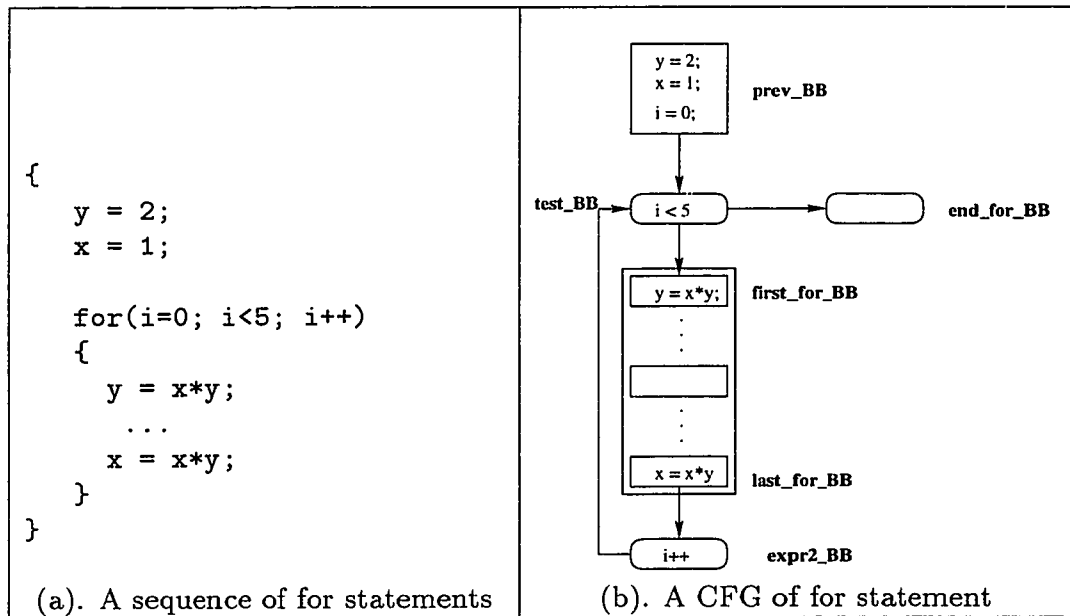 {
y = 2;
x = 1;
for(i=0; i<5; i++)
{
y = x*y;
...
x = x*y;
}
}
(a). A sequence of for statements
y = 2;
x = 1;
i = 0;
prev_BB
test_BB
i < 5
end_for_BB
y = x*y;
first_for_BB
x = x*y
last_for_BB
i++
expr2_BB
(b). A CFG of for statement